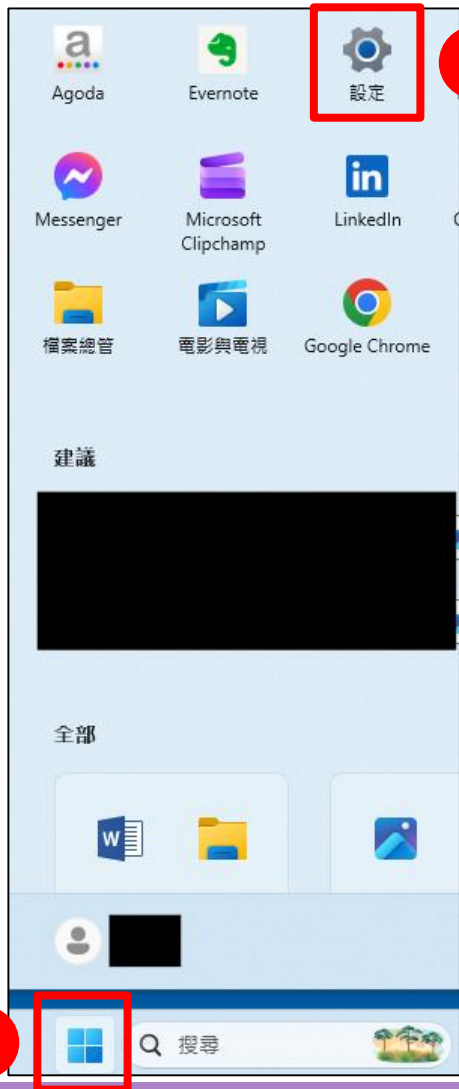 Agoda
Evernote
設定
Messenger
Microsoft
Clipchamp
LinkedIn
檔案總管
電影與電視
Google Chrome
建議
全部
搜尋